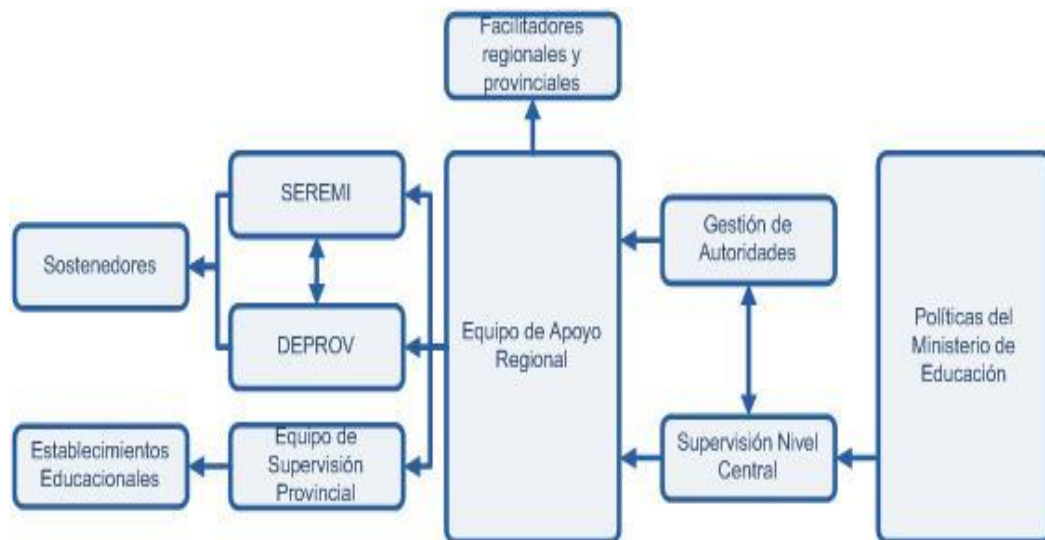 Facilitadores
regionales y
provinciales
SEREMI
Gestión de
Autoridades
Sostenedores
DEPROV
Equipo de Apoyo
Regional
Políticas del
Ministerio de
Educación
Establecimientos
Educacionales
Equipo de
Supervisión
Provincial
Supervisión Nivel
Central